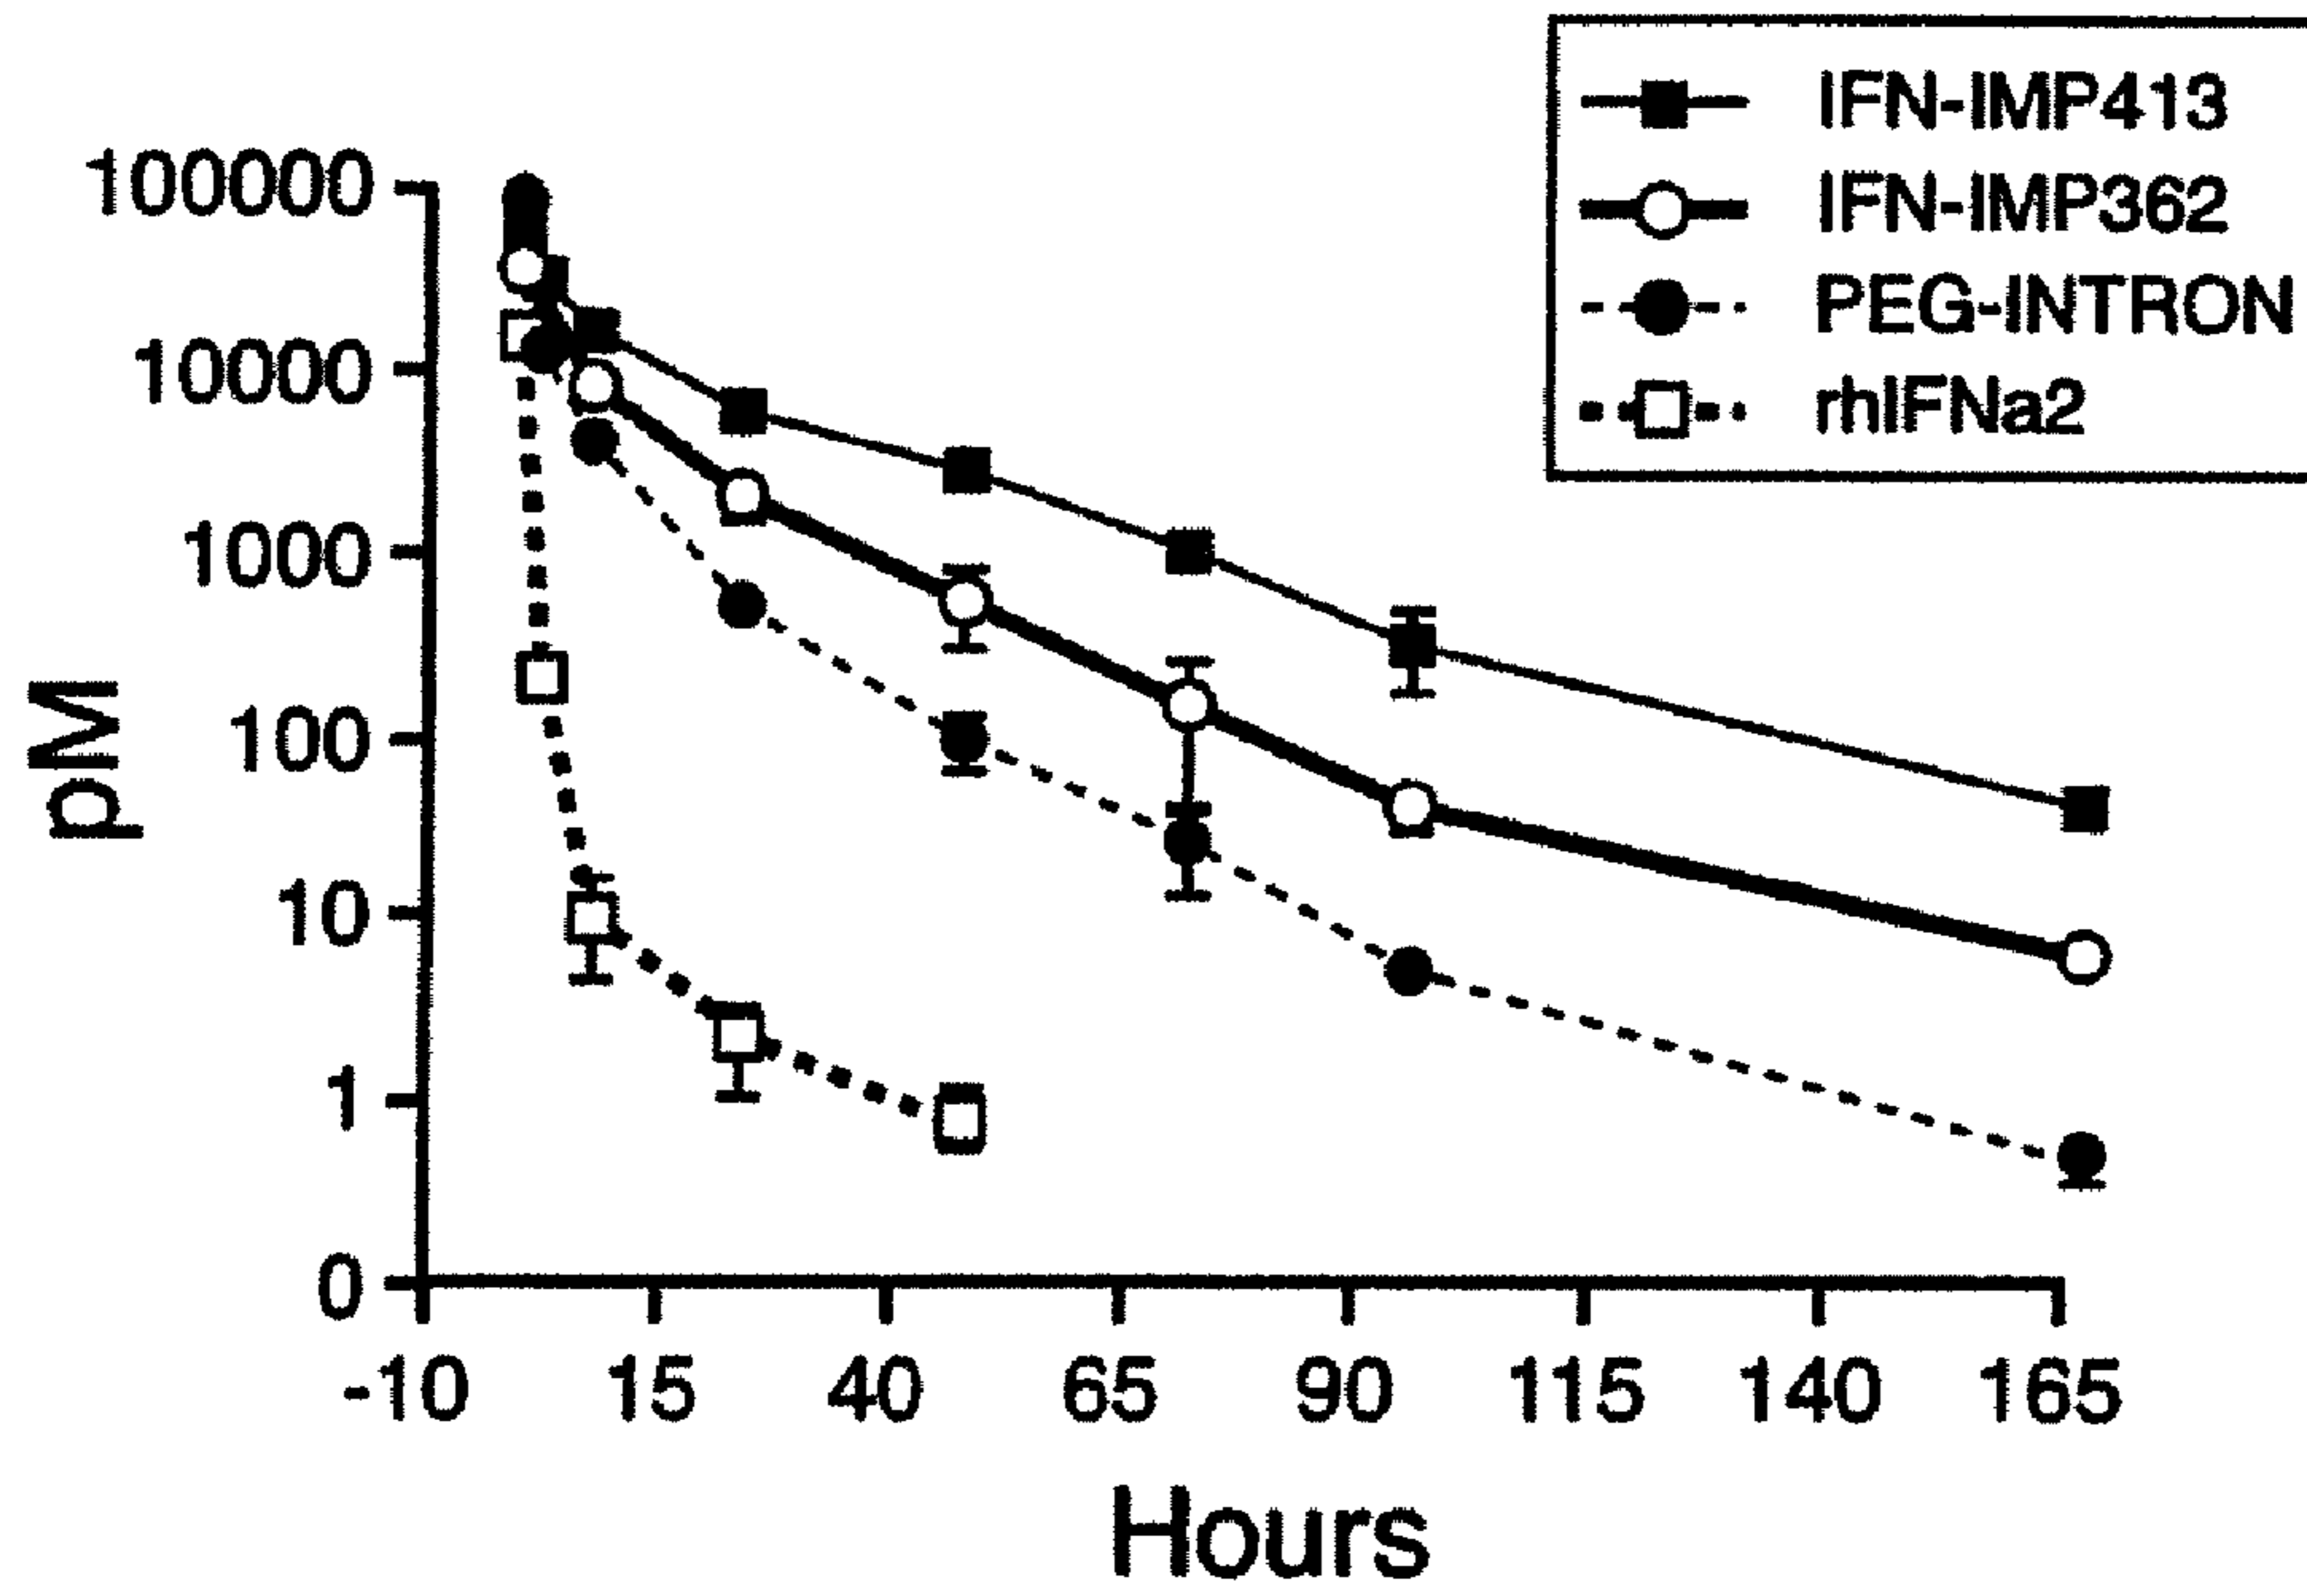 IFN-IMP413
IFN-IMP362
PEG-INTRON
rhIFNa2
100000
10000
1000
100
10
1
0
pM
-10 15 40 65 90 115 140 165
Hours